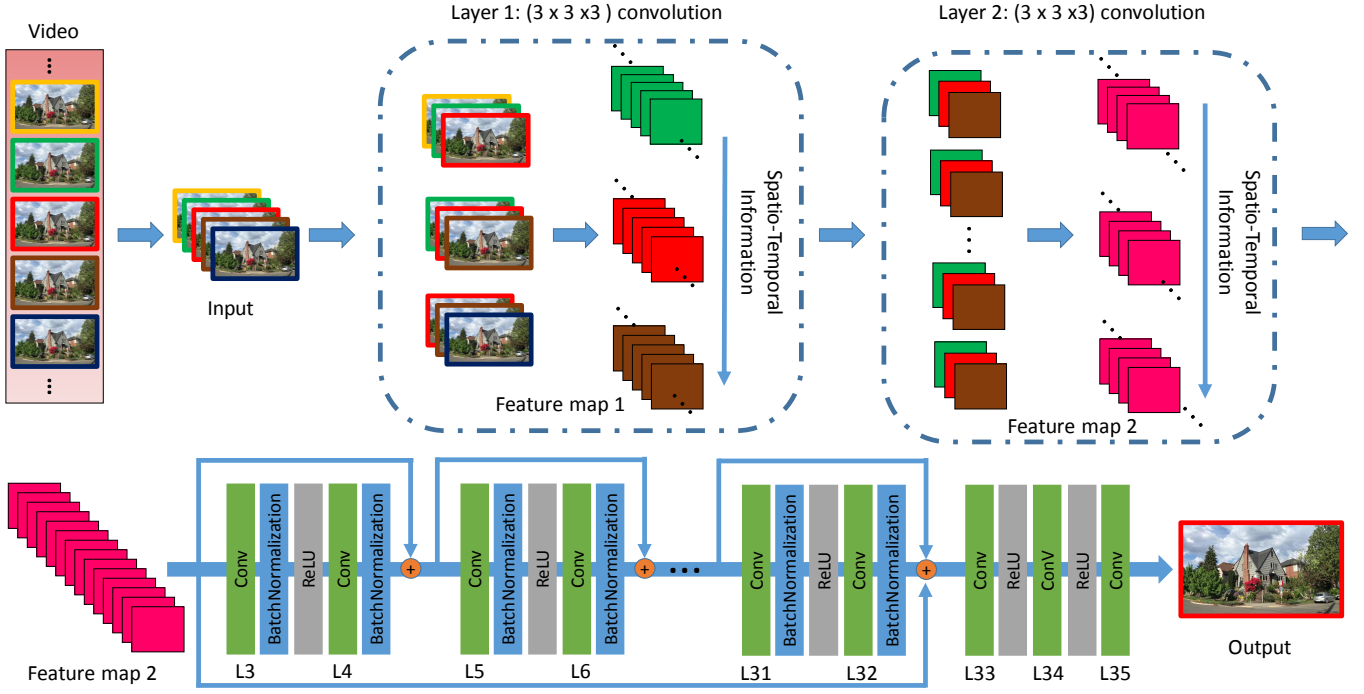 Video
Layer 1: (3 x 3 x3 ) convolution
Layer 2: (3 x 3 x3) convolution
Input
Spatio-Temporal
Information
Feature map 1
Spatio-Temporal
Information
Feature map 2
Feature map 2
Conv
BatchNormalization
ReLU
Conv
BatchNormalization
+
Conv
BatchNormalization
ReLU
Conv
BatchNormalization
+
Conv
BatchNormalization
ReLU
Conv
BatchNormalization
+
Conv
ReLU
ConV
ReLU
Conv
L3
L4
L5
L6
L31
L32
L33
L34
L35
Output